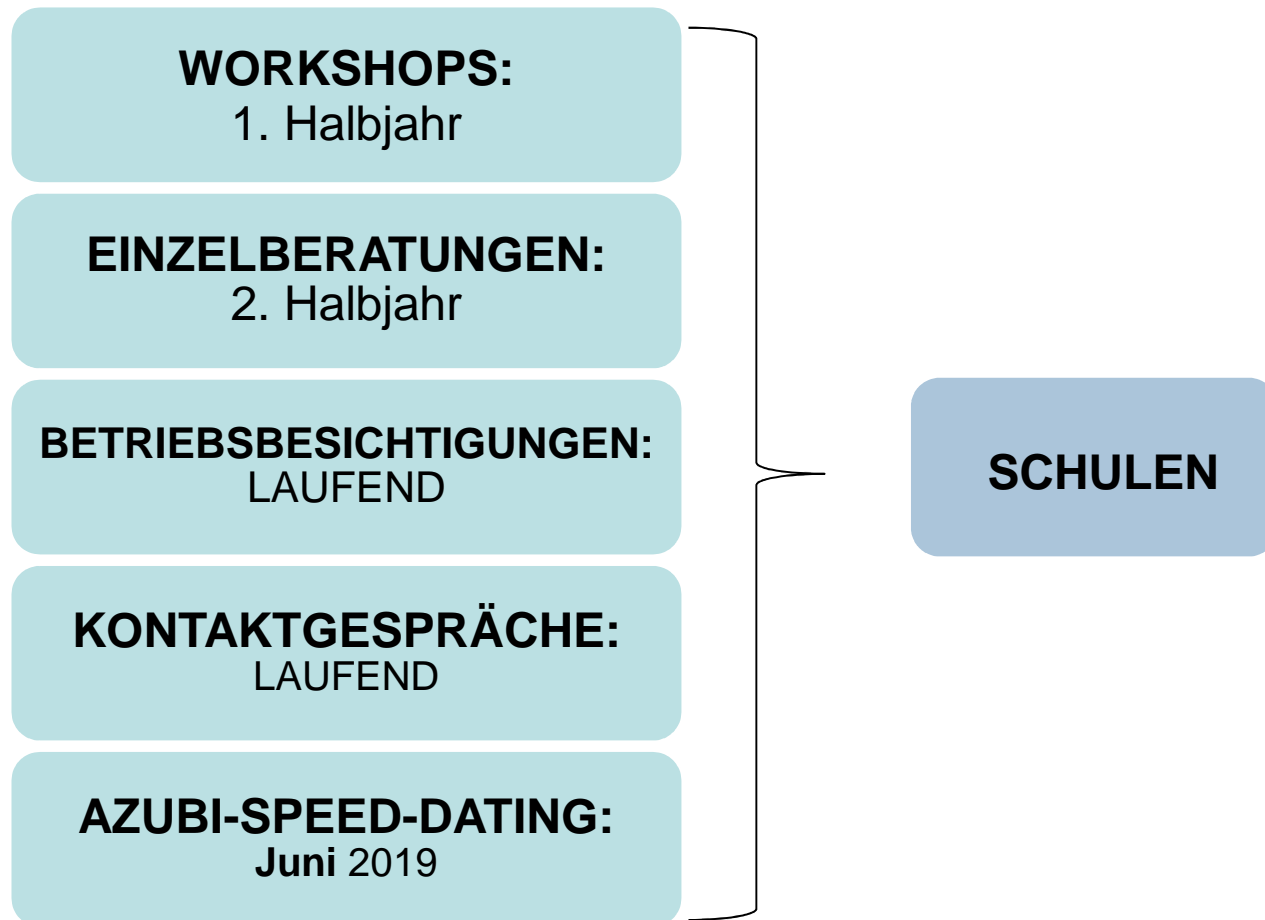 WORKSHOPS:
1. Halbjahr
EINZELBERATUNGEN:
2. Halbjahr
BETRIEBSBESICHTIGUNGEN:
LAUFEND
KONTAKTGESPRÄCHE:
LAUFEND
AZUBI-SPEED-DATING:
Juni 2019
SCHULEN